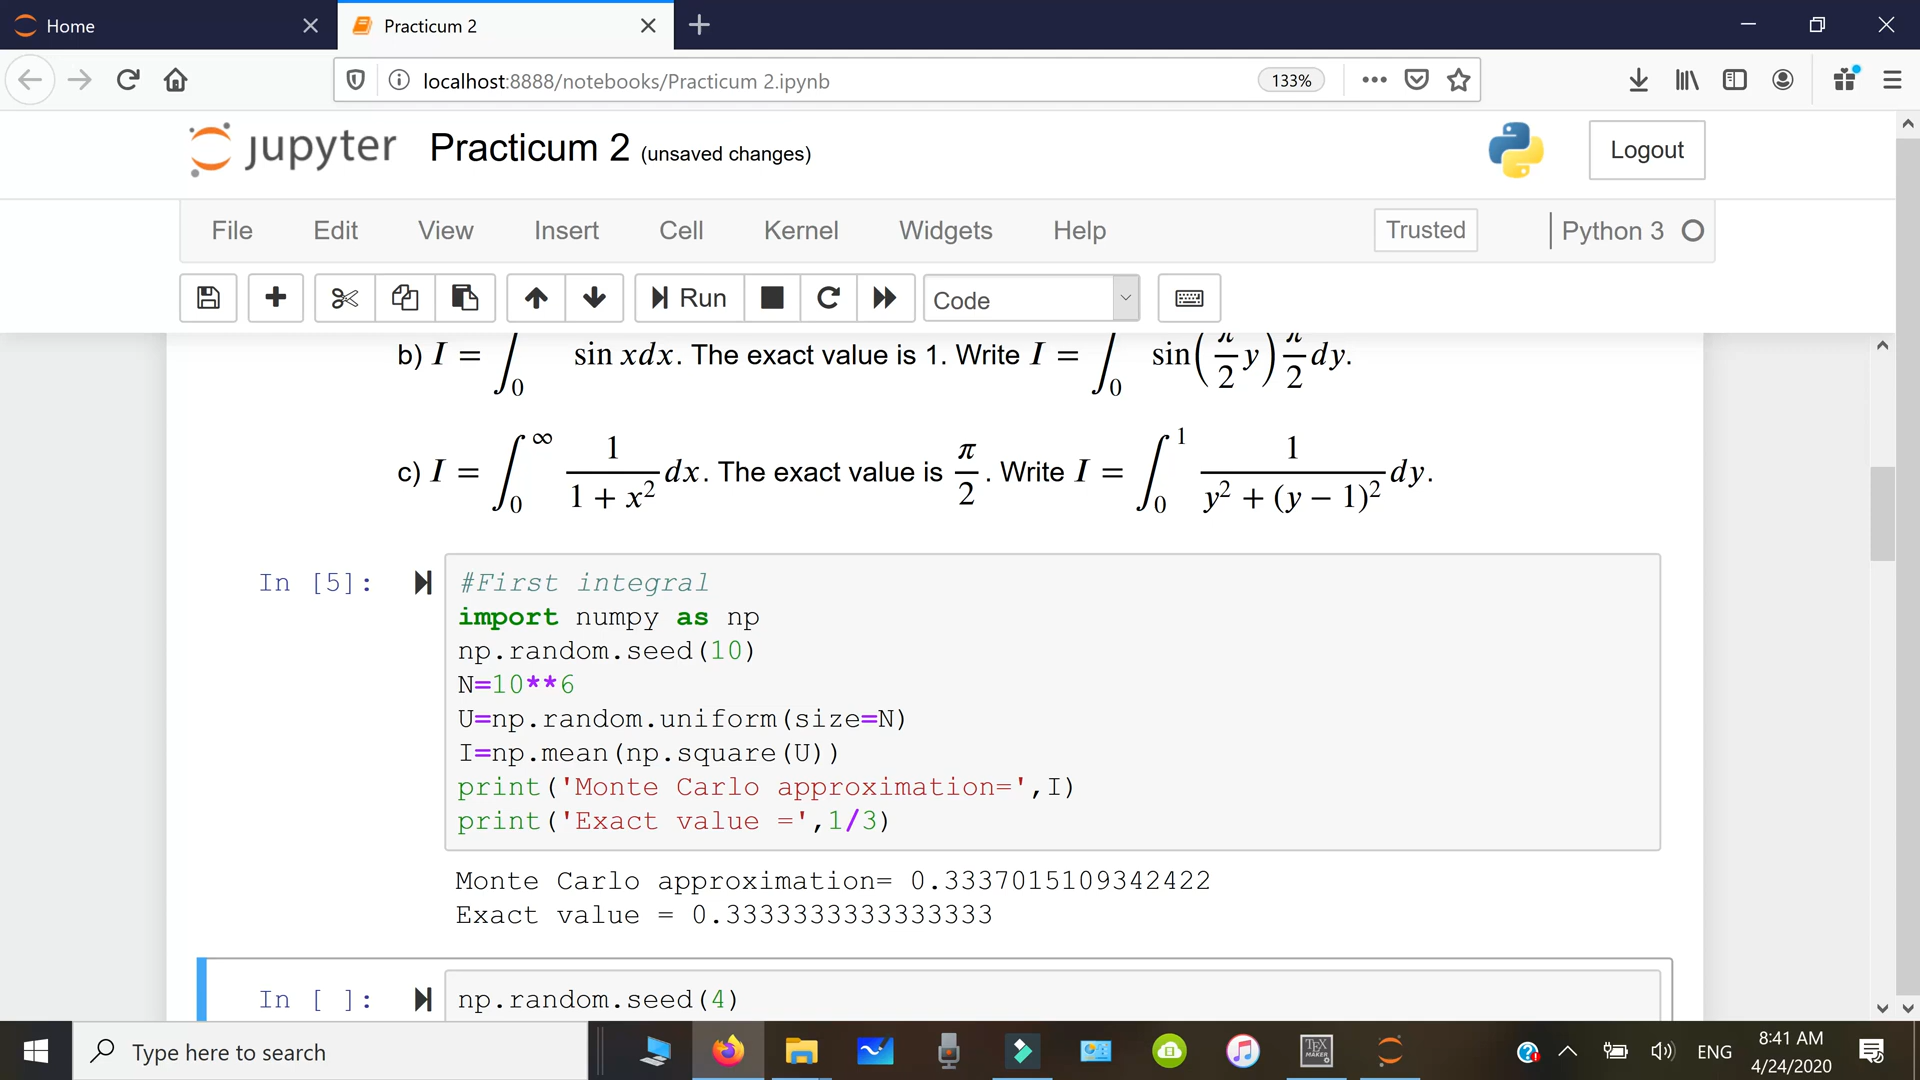 Home
Practicum 2
localhost:8888/notebooks/Practicum 2.ipynb
133%
jupyter Practicum 2 (unsaved changes)
Logout
File Edit View Insert Cell Kernel Widgets Help Trusted Python 3
Run Code
b) I = ∫₀ sin xdx. The exact value is 1. Write I = ∫₀ sin(π/2 y) π/2 dy.
c) I = ∫₀^∞ 1/(1 + x²) dx. The exact value is π/2. Write I = ∫₀¹ 1/(y² + (y − 1)²) dy.
In [5]:
#First integral
import numpy as np
np.random.seed(10)
N=10**6
U=np.random.uniform(size=N)
I=np.mean(np.square(U))
print('Monte Carlo approximation=',I)
print('Exact value =',1/3)
Monte Carlo approximation= 0.3337015109342422
Exact value = 0.3333333333333333
In [ ]: np.random.seed(4)
Type here to search
TEX
MAKER
ENG
8:41 AM
4/24/2020